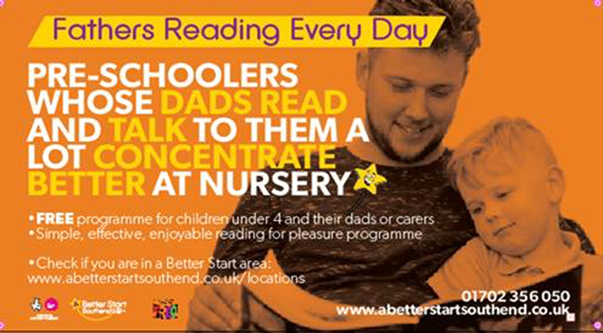 Fathers Reading Every Day
PRE-SCHOOLERS
WHOSE DADS READ
AND TALK TO THEM A
LOT CONCENTRATE
BETTER AT NURSERY
•FREE programme for children under 4 and their dads or carers
•Simple, effective, enjoyable reading for pleasure programme
•Check if you are in a Better Start area:
www.abetterstartsouthend.co.uk/locations
Better Start
Southend
01702 356 050
www.abetterstartsouthend.co.uk